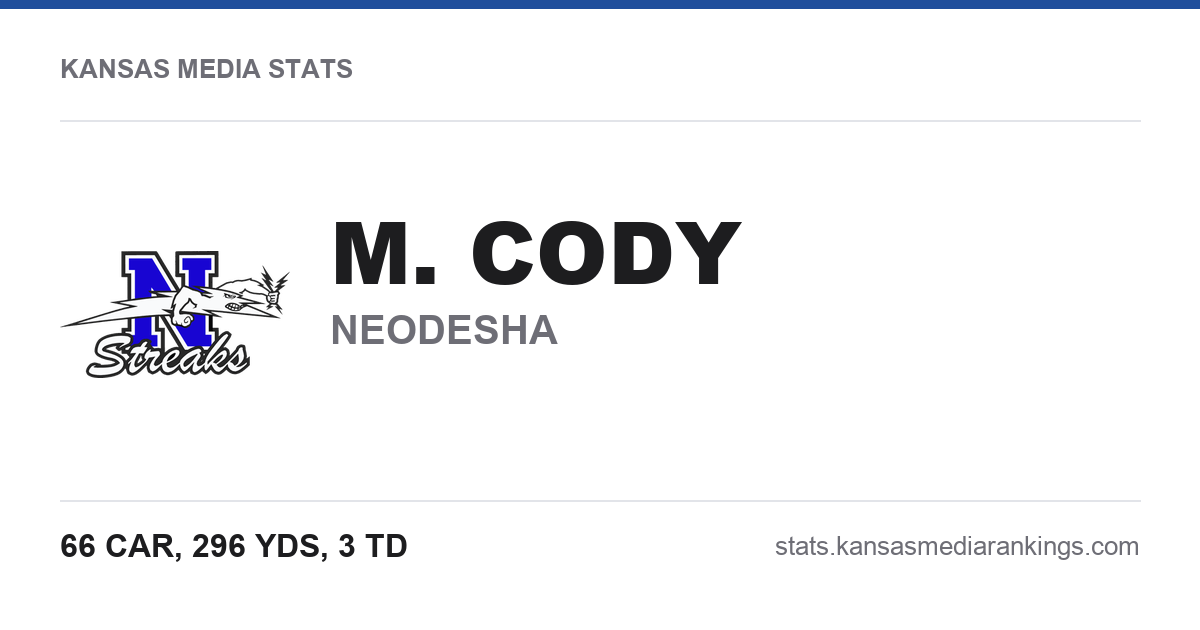 KANSAS MEDIA STATS
M. CODY
NEODESHA
N
Streaks
66 CAR, 296 YDS, 3 TD
stats.kansasmediarankings.com